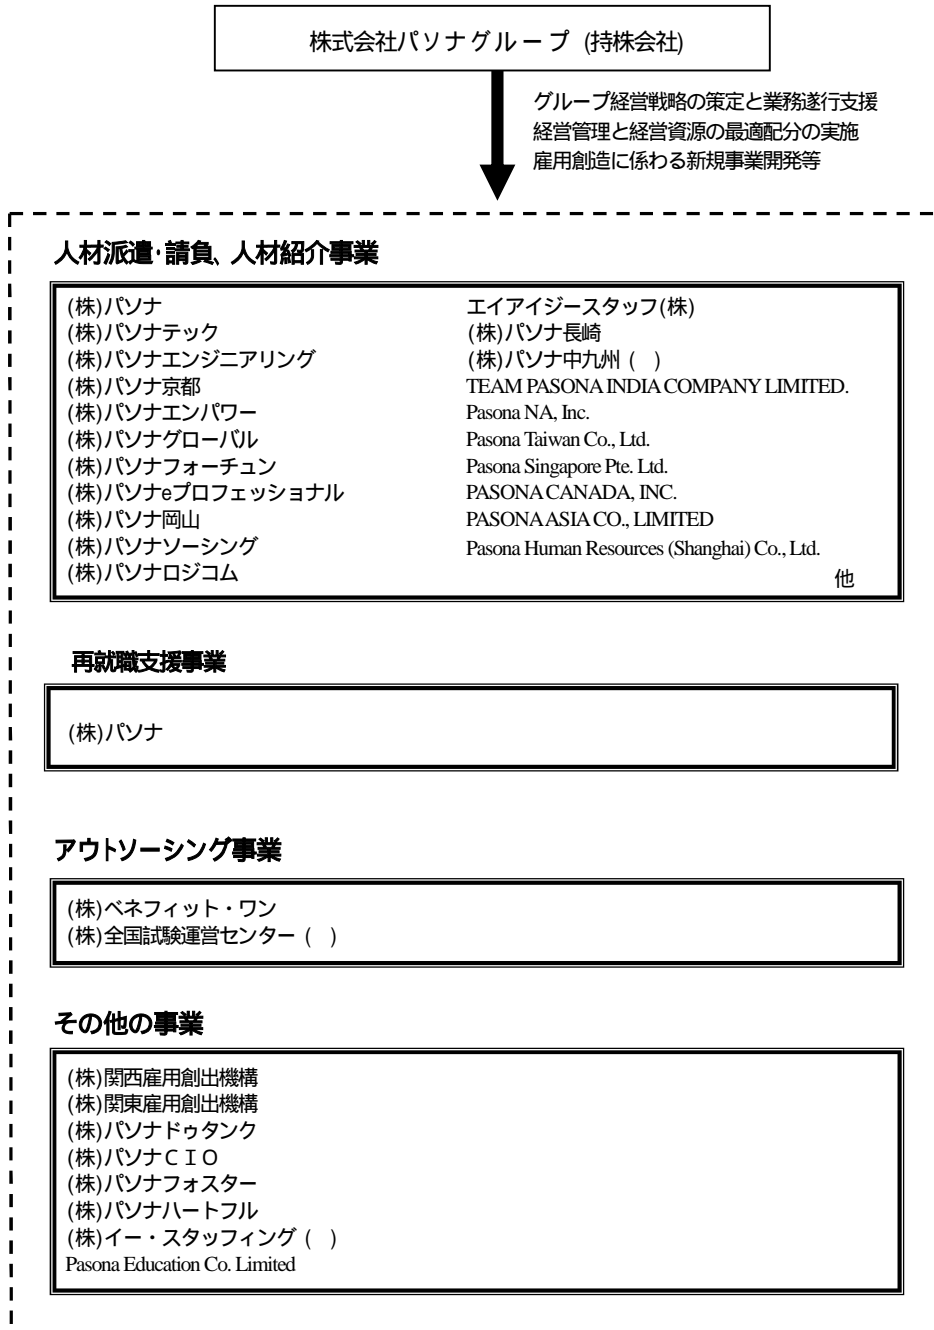 株式会社パソナグループ (持株会社)
グループ経営戦略の策定と業務遂行支援
経営管理と経営資源の最適配分の実施
雇用創造に係わる新規事業開発等
人材派遣・請負、人材紹介事業
(株)パソナ
(株)パソナテック
(株)パソナエンジニアリング
(株)パソナ京都
(株)パソナエンパワー
(株)パソナグローバル
(株)パソナフォーチュン
(株)パソナeプロフェッショナル
(株)パソナ岡山
(株)パソナソーシング
(株)パソナロジコム
エイアイジースタッフ(株)
(株)パソナ長崎
(株)パソナ中九州 ( )
TEAM PASONA INDIA COMPANY LIMITED.
Pasona NA, Inc.
Pasona Taiwan Co., Ltd.
Pasona Singapore Pte. Ltd.
PASONA CANADA, INC.
PASONA ASIA CO., LIMITED
Pasona Human Resources (Shanghai) Co., Ltd.
他
再就職支援事業
(株)パソナ
アウトソーシング事業
(株)ベネフィット・ワン
(株)全国試験運営センター ( )
その他の事業
(株)関西雇用創出機構
(株)関東雇用創出機構
(株)パソナドゥタンク
(株)パソナCIO
(株)パソナフォスター
(株)パソナハートフル
(株)イー・スタッフィング ( )
Pasona Education Co. Limited